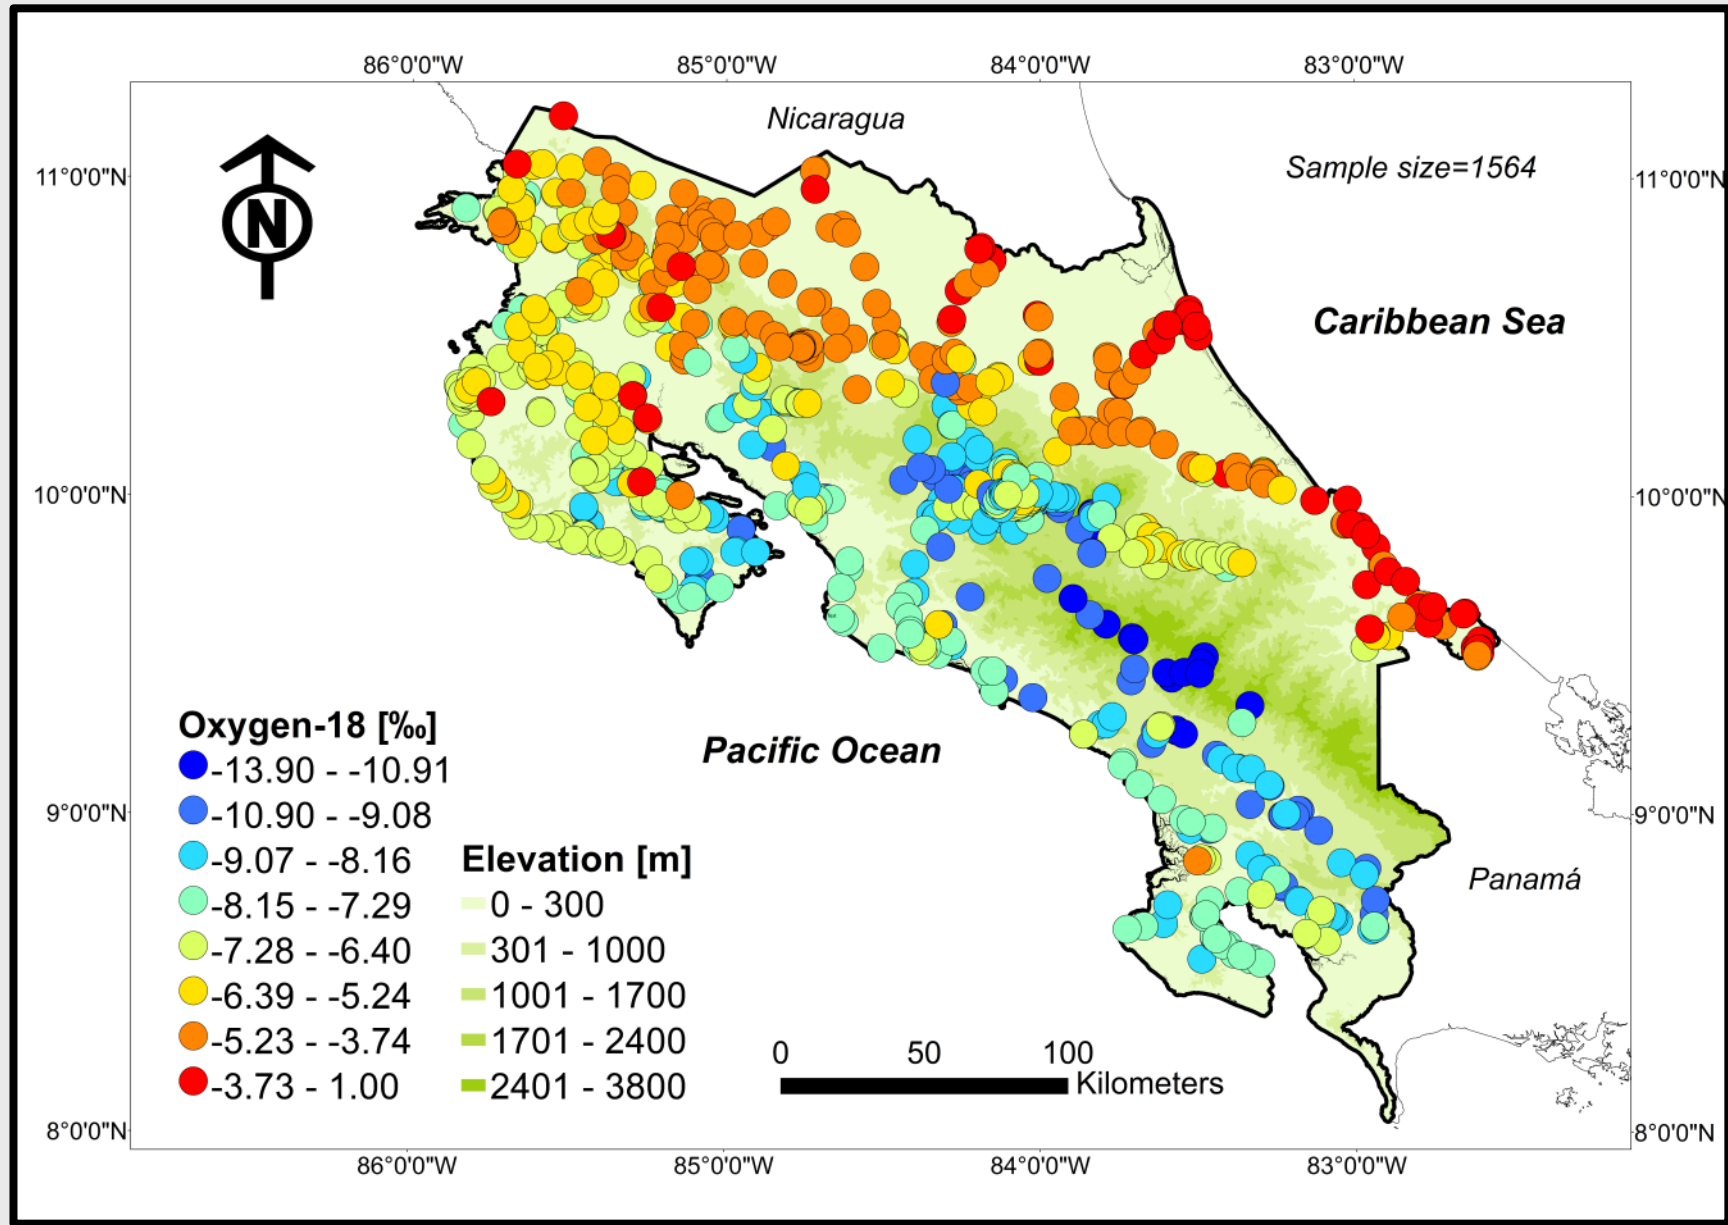 86°0'0"W 85°0'0"W 84°0'0"W 83°0'0"W
Nicaragua
Sample size=1564
11°0'0"N 11°0'0"N
N
Caribbean Sea
10°0'0"N 10°0'0"N
Pacific Ocean
Oxygen-18 [‰]
-13.90 - -10.91
-10.90 - -9.08
-9.07 - -8.16
-8.15 - -7.29
-7.28 - -6.40
-6.39 - -5.24
-5.23 - -3.74
-3.73 - 1.00
9°0'0"N 9°0'0"N
Elevation [m]
0 - 300
301 - 1000
1001 - 1700
1701 - 2400
2401 - 3800
Panamá
0 50 100
Kilometers
8°0'0"N 8°0'0"N
86°0'0"W 85°0'0"W 84°0'0"W 83°0'0"W